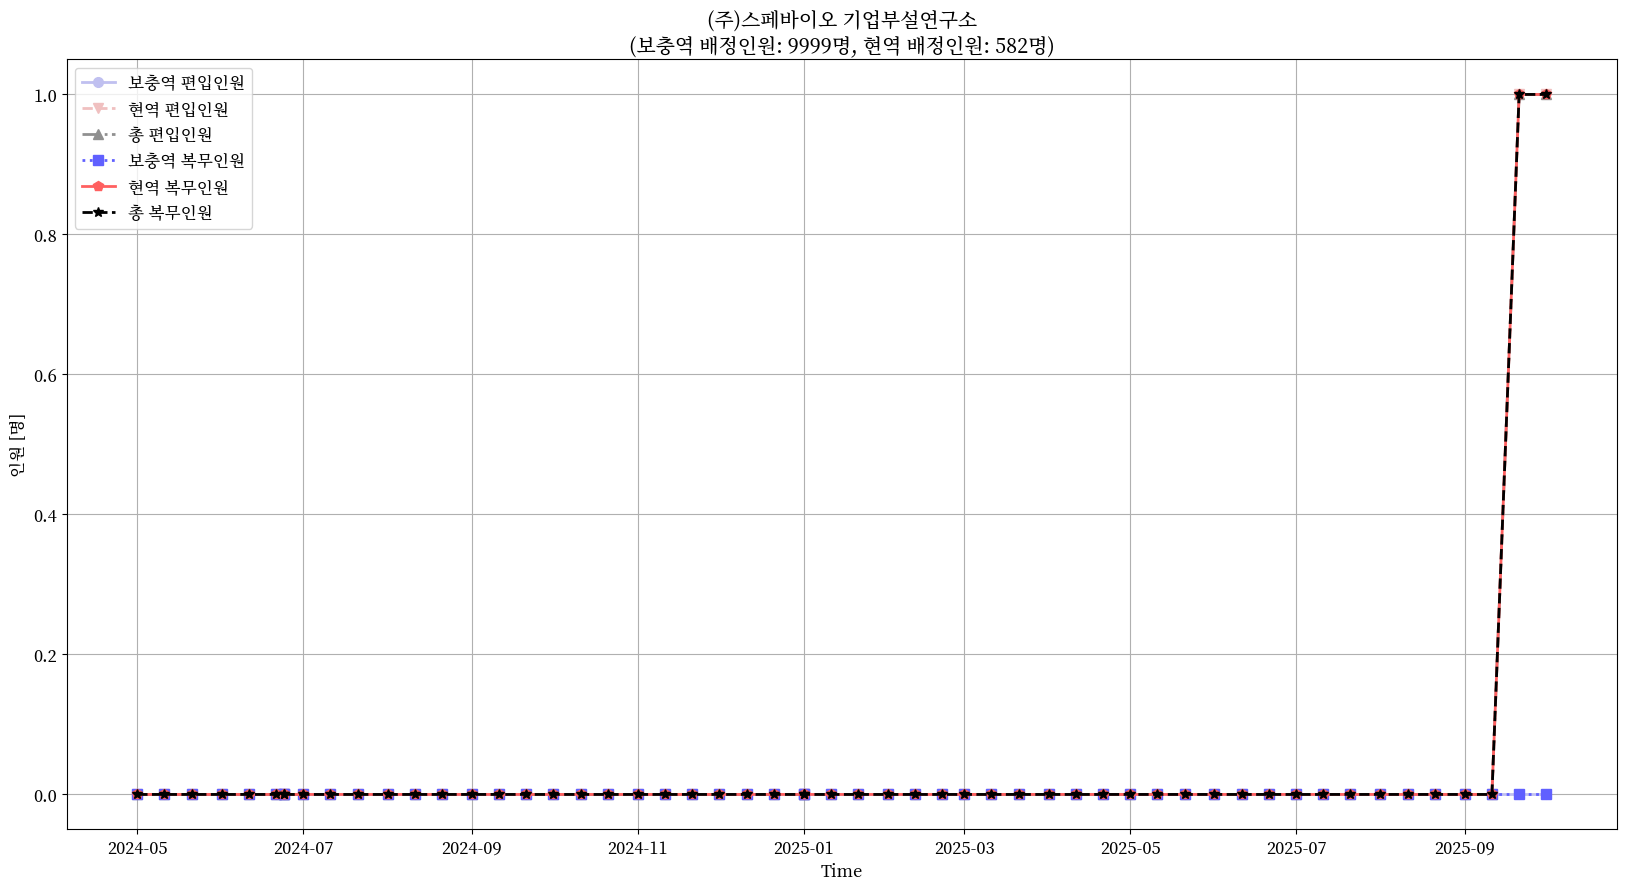 (주)스페바이오 기업부설연구소
(보충역 배정인원: 9999명, 현역 배정인원: 582명)
보충역 편입인원
현역 편입인원
총 편입인원
보충역 복무인원
현역 복무인원
총 복무인원
인원 [명]
1.0
0.8
0.6
0.4
0.2
0.0
2024-05 2024-07 2024-09 2024-11 2025-01 2025-03 2025-05 2025-07 2025-09
Time